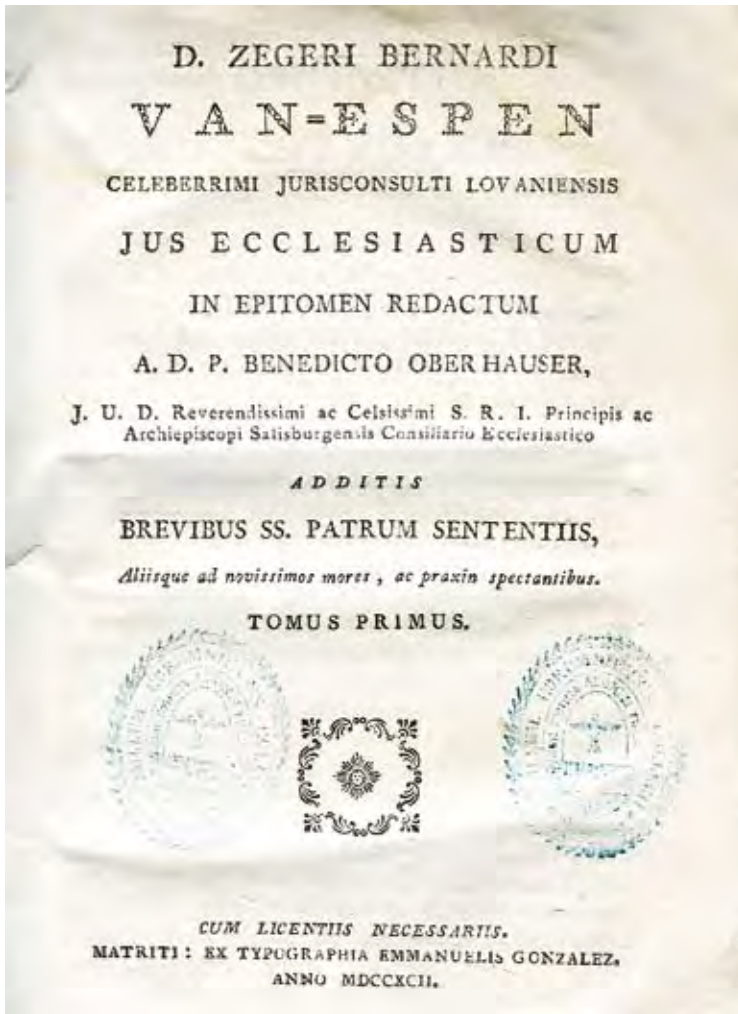 D. ZEGERI BERNARDI
VAN=ESPEN
CELEBERRIMI JURISCONSULTI LOVANIENSIS
JUS ECCLESIASTICUM
IN EPITOMEN REDACTUM
A. D. P. BENEDICTO OBERHAUSER,
J. U. D. Reverendissimi ac Celsissimi S. R. I. Principis ac
Archiepiscopi Salisburgensis Consiliario Ecclesiastico
ADDITIS
BREVIBUS SS. PATRUM SENTENTIIS,
Aliisque ad novissimos mores, ac praxin spectantibus.
TOMUS PRIMUS.
CUM LICENTIIS NECESSARIIS.
MATRITI: EX TYPOGRAPHIA EMMANUELIS GONZALEZ.
ANNO MDCCXCII.